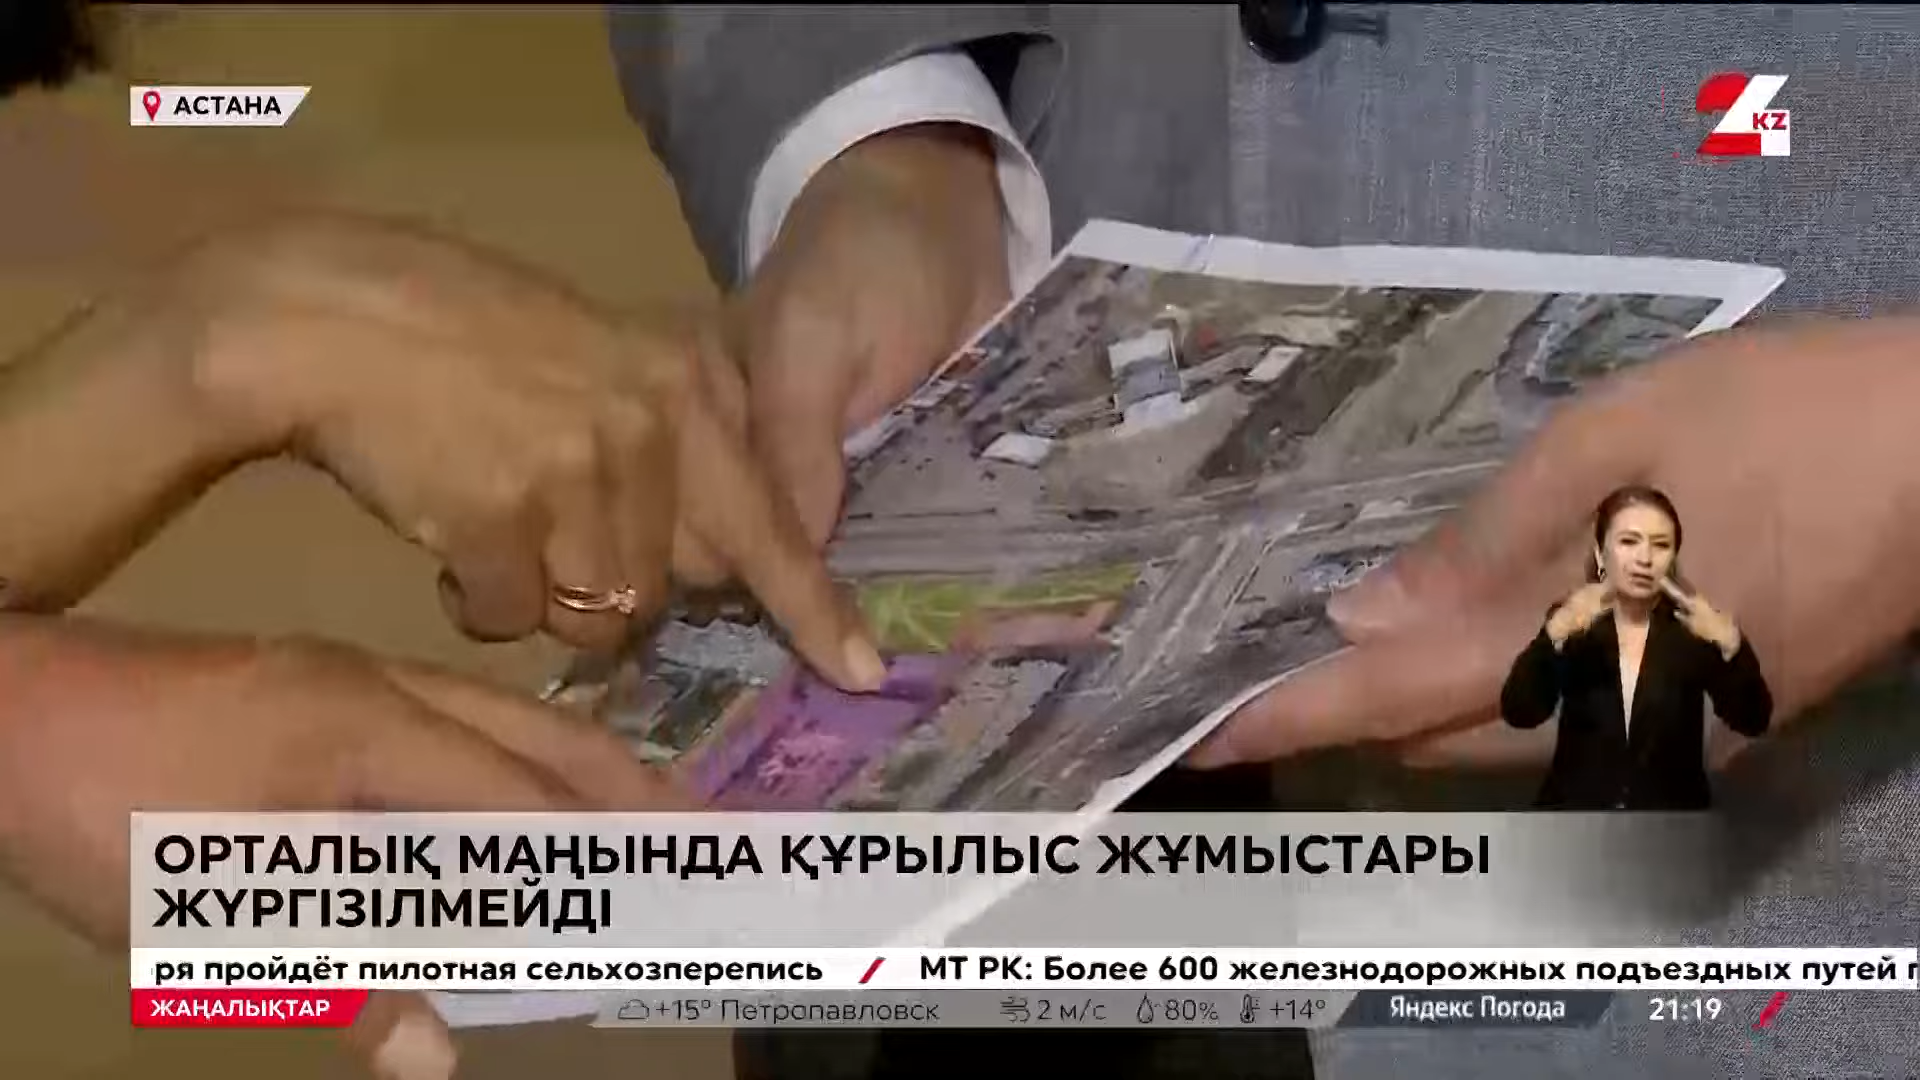 АСТАНА
24 KZ
ОРТАЛЫҚ МАҢЫНДА ҚҰРЫЛЫС ЖҰМЫСТАРЫ
ЖҮРГІЗІЛМЕЙДІ
ря пройдёт пилотная сельхозперепись / МТ РК: Более 600 железнодорожных подъездных путей
ЖАҢАЛЫҚТАР +15° Петропавловск 2 м/с 80% +14° Яндекс Погода 21:19